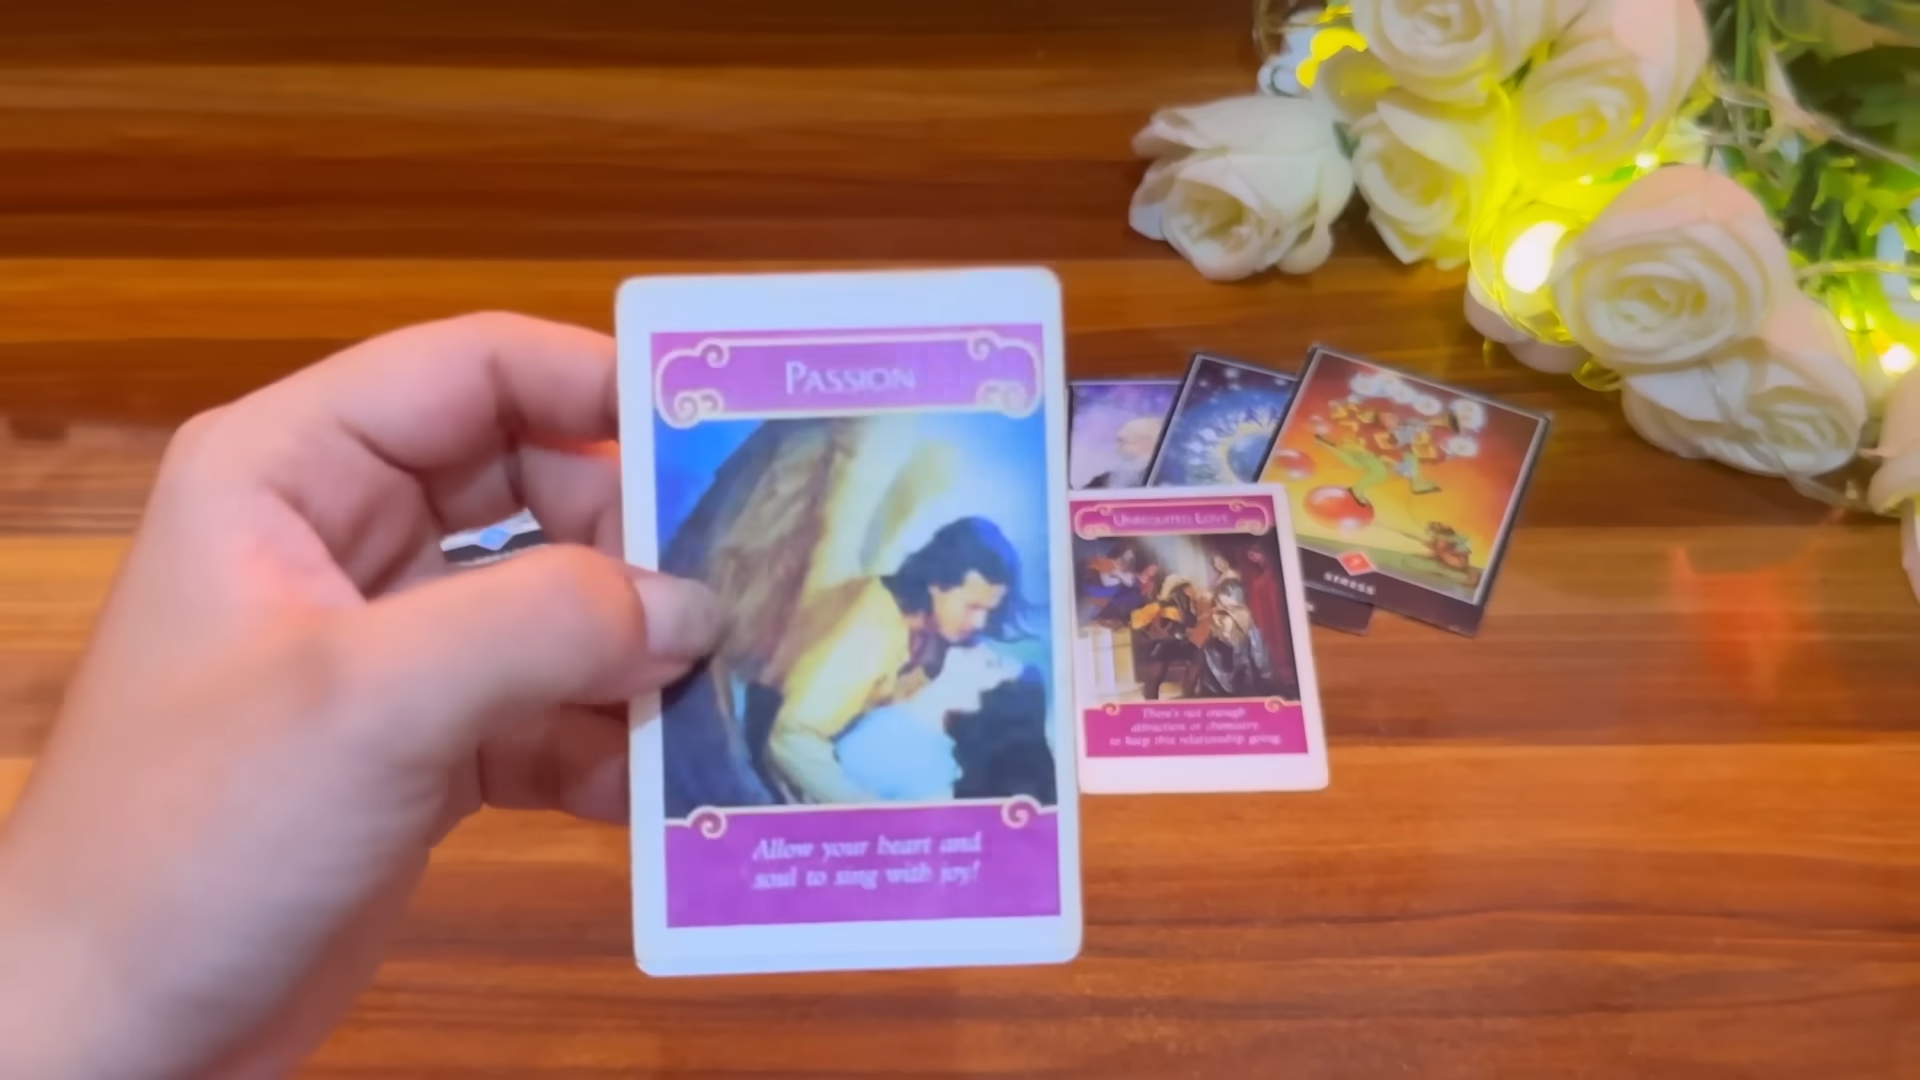 PASSION
Allow your heart and
soul to sing with joy!
UNREQUITED LOVE
There's not enough
attraction or chemistry
to keep this relationship going.
STRESS